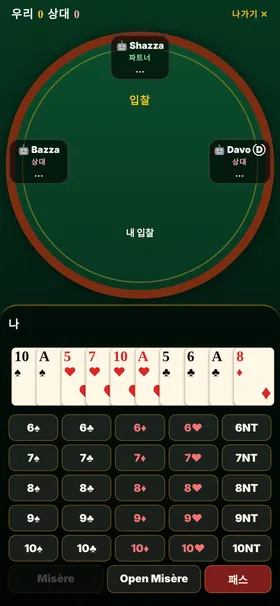 우리 0 상대 0 나가기 ✕
🤖 Shazza
파트너
...
입찰
🤖 Bazza
상대
...
🤖 Davo Ⓓ
상대
...
내 입찰
나
10 A 5 7 10 A 5 6 A 8
♠ ♠ ♥ ♥ ♥ ♥ ♣ ♣ ♣ ♦
6♠ 6♣ 6♦ 6♥ 6NT
7♠ 7♣ 7♦ 7♥ 7NT
8♠ 8♣ 8♦ 8♥ 8NT
9♠ 9♣ 9♦ 9♥ 9NT
10♠ 10♣ 10♦ 10♥ 10NT
Misère Open Misère 패스